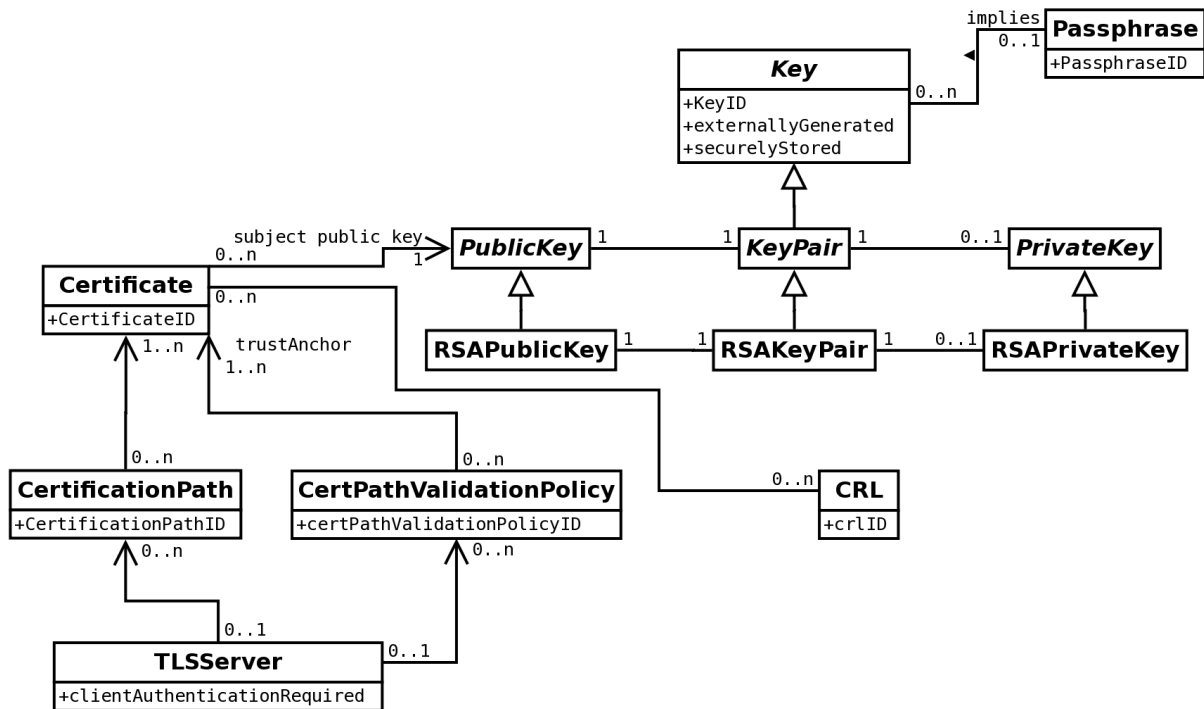 implies
Passphrase
0..1
+PassphraseID
Key
+KeyID
+externallyGenerated
+securelyStored
0..n
subject public key
0..n
1
PublicKey
1
1
KeyPair
1
0..1
PrivateKey
Certificate
+CertificateID
0..n
1..n
trustAnchor
1..n
RSAPublicKey
1
1
RSAKeyPair
1
0..1
RSAPrivateKey
0..n
CertificationPath
+CertificationPathID
0..n
0..n
CertPathValidationPolicy
+certPathValidationPolicyID
0..n
0..n
CRL
+crlID
0..1
TLSServer
+clientAuthenticationRequired
0..1